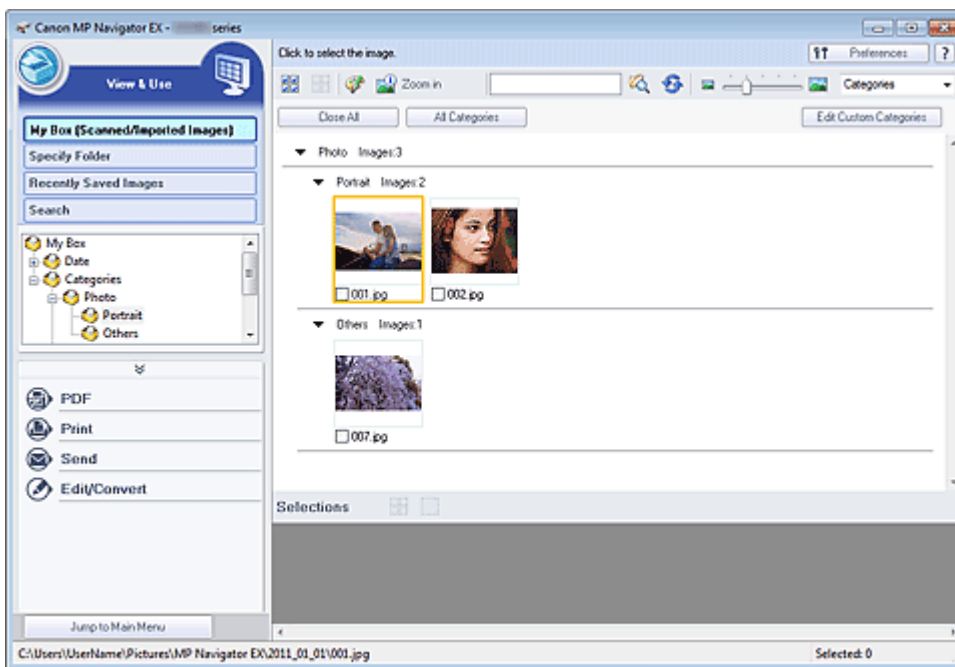 Canon MP Navigator EX - series
View & Use
My Box (Scanned/Imported Images)
Specify Folder
Recently Saved Images
Search
My Box
Date
Categories
Photo
Portrait
Others
PDF
Print
Send
Edit/Convert
Jump to Main Menu
Click to select the image.
Preferences
?
Zoom in
Categories
Close All
All Categories
Edit Custom Categories
Photo Images:3
Portrait Images:2
001.jpg
002.jpg
Others Images:1
007.jpg
Selections
C:\Users\UserName\Pictures\MP Navigator EX\2011_01_01\001.jpg
Selected: 0